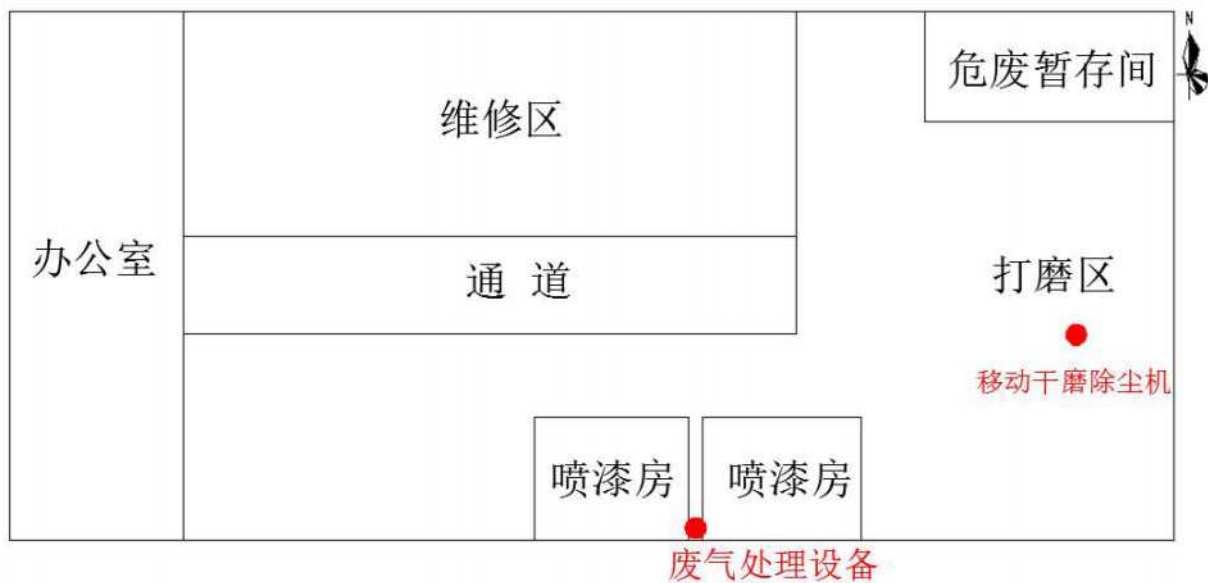 N
危废暂存间
维修区
办公室
通 道
打磨区
移动干磨除尘机
喷漆房
喷漆房
废气处理设备